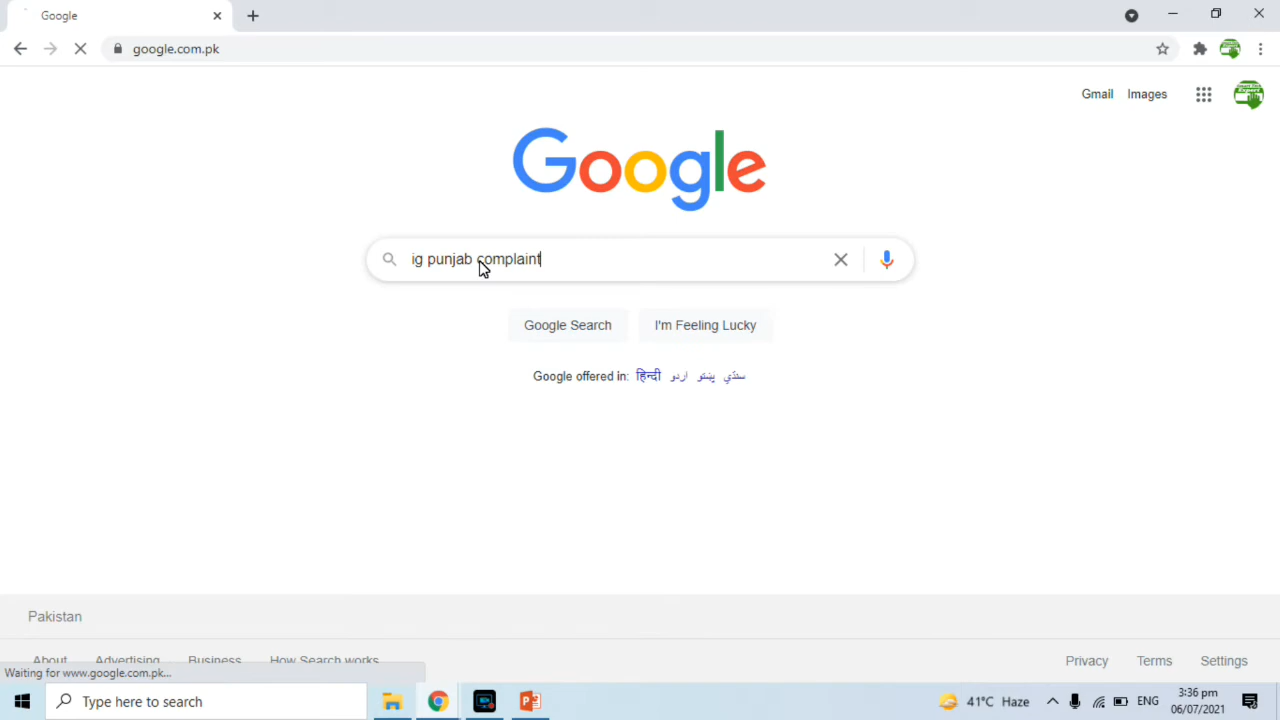 Google
google.com.pk
Gmail Images
Google
ig punjab complaint
Google Search I'm Feeling Lucky
Google offered in: हिन्दी اردو پښتو سنڌي
Pakistan
About Advertising Business How Search works Privacy Terms Settings
Waiting for www.google.com.pk...
Type here to search 41°C Haze ENG 3:36 pm
06/07/2021